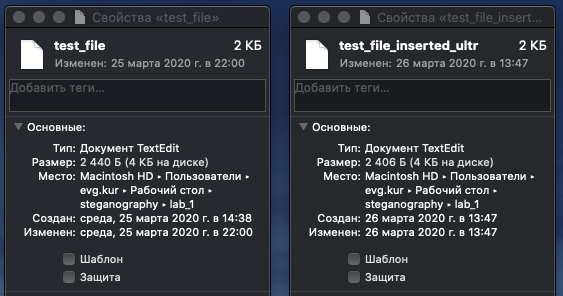 Свойства «test_file»
test_file 2 КБ
Изменен: 25 марта 2020 г. в 22:00
Добавить теги...
Основные:
Тип: Документ TextEdit
Размер: 2 440 Б (4 КБ на диске)
Место: Macintosh HD ▸ Пользователи ▸
evg.kur ▸ Рабочий стол ▸
steganography ▸ lab_1
Создан: среда, 25 марта 2020 г. в 14:38
Изменен: среда, 25 марта 2020 г. в 22:00
Шаблон
Защита
Свойства «test_file_insert...
test_file_inserted_ultr 2 КБ
Изменен: 26 марта 2020 г. в 13:47
Добавить теги...
Основные:
Тип: Документ TextEdit
Размер: 2 406 Б (4 КБ на диске)
Место: Macintosh HD ▸ Пользователи ▸
evg.kur ▸ Рабочий стол ▸
steganography ▸ lab_1
Создан: 26 марта 2020 г. в 13:47
Изменен: 26 марта 2020 г. в 13:47
Шаблон
Защита